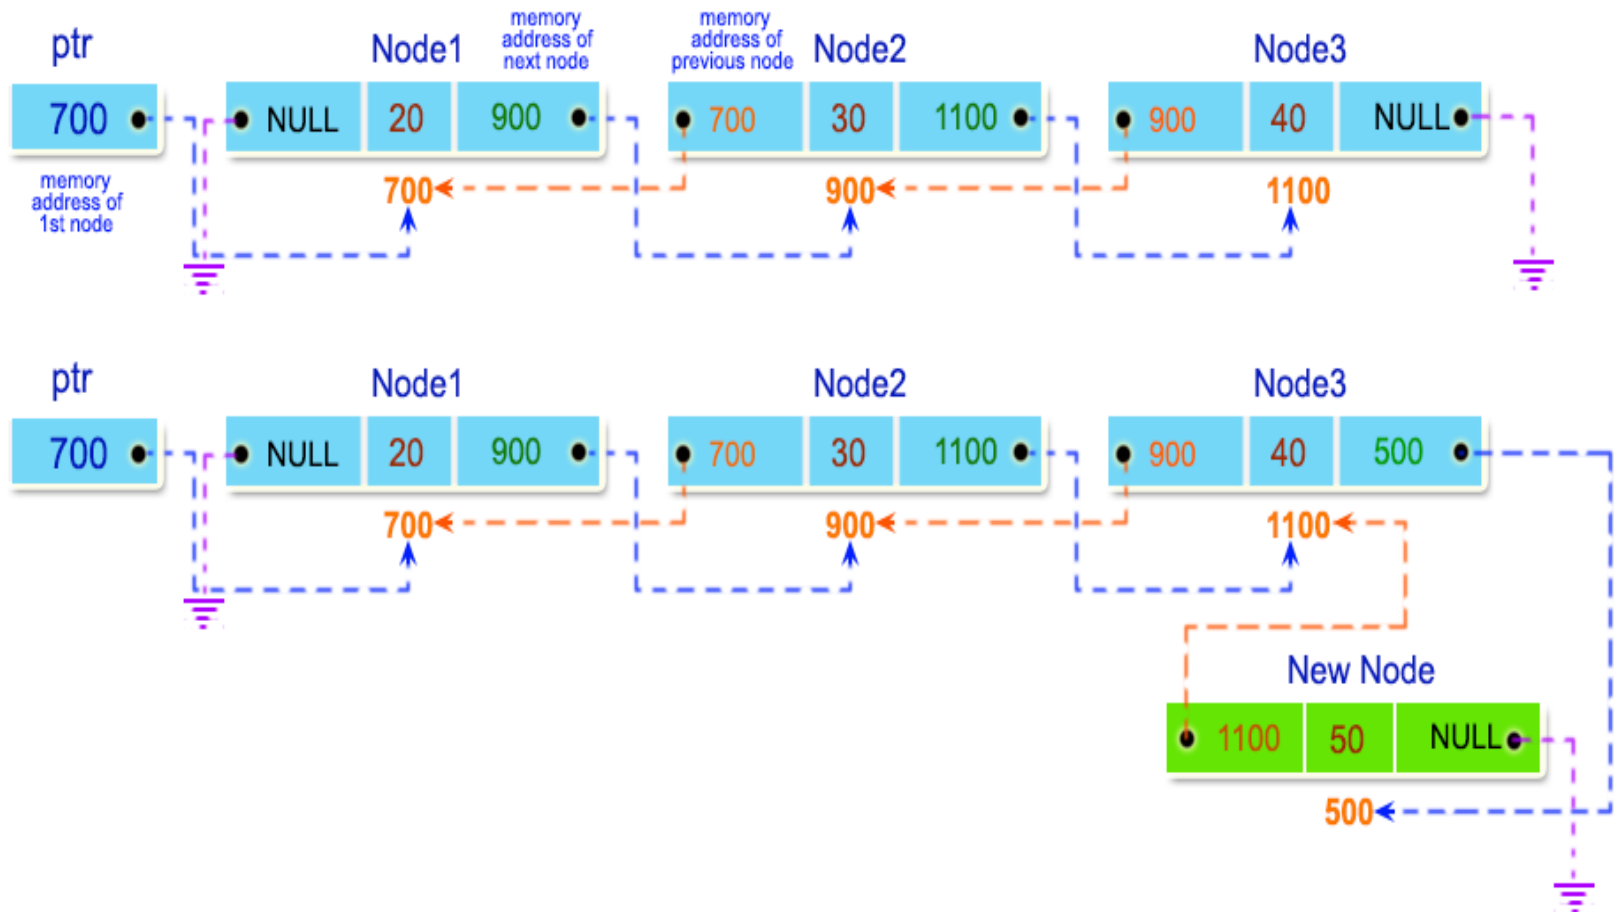 ptr
Node1
memory
address of
next node
memory
address of
previous node
Node2
Node3
700
NULL 20 900
700 30 1100
900 40 NULL
memory
address of
1st node
700
900
1100
ptr
Node1
Node2
Node3
700
NULL 20 900
700 30 1100
900 40 500
700
900
1100
New Node
1100 50 NULL
500